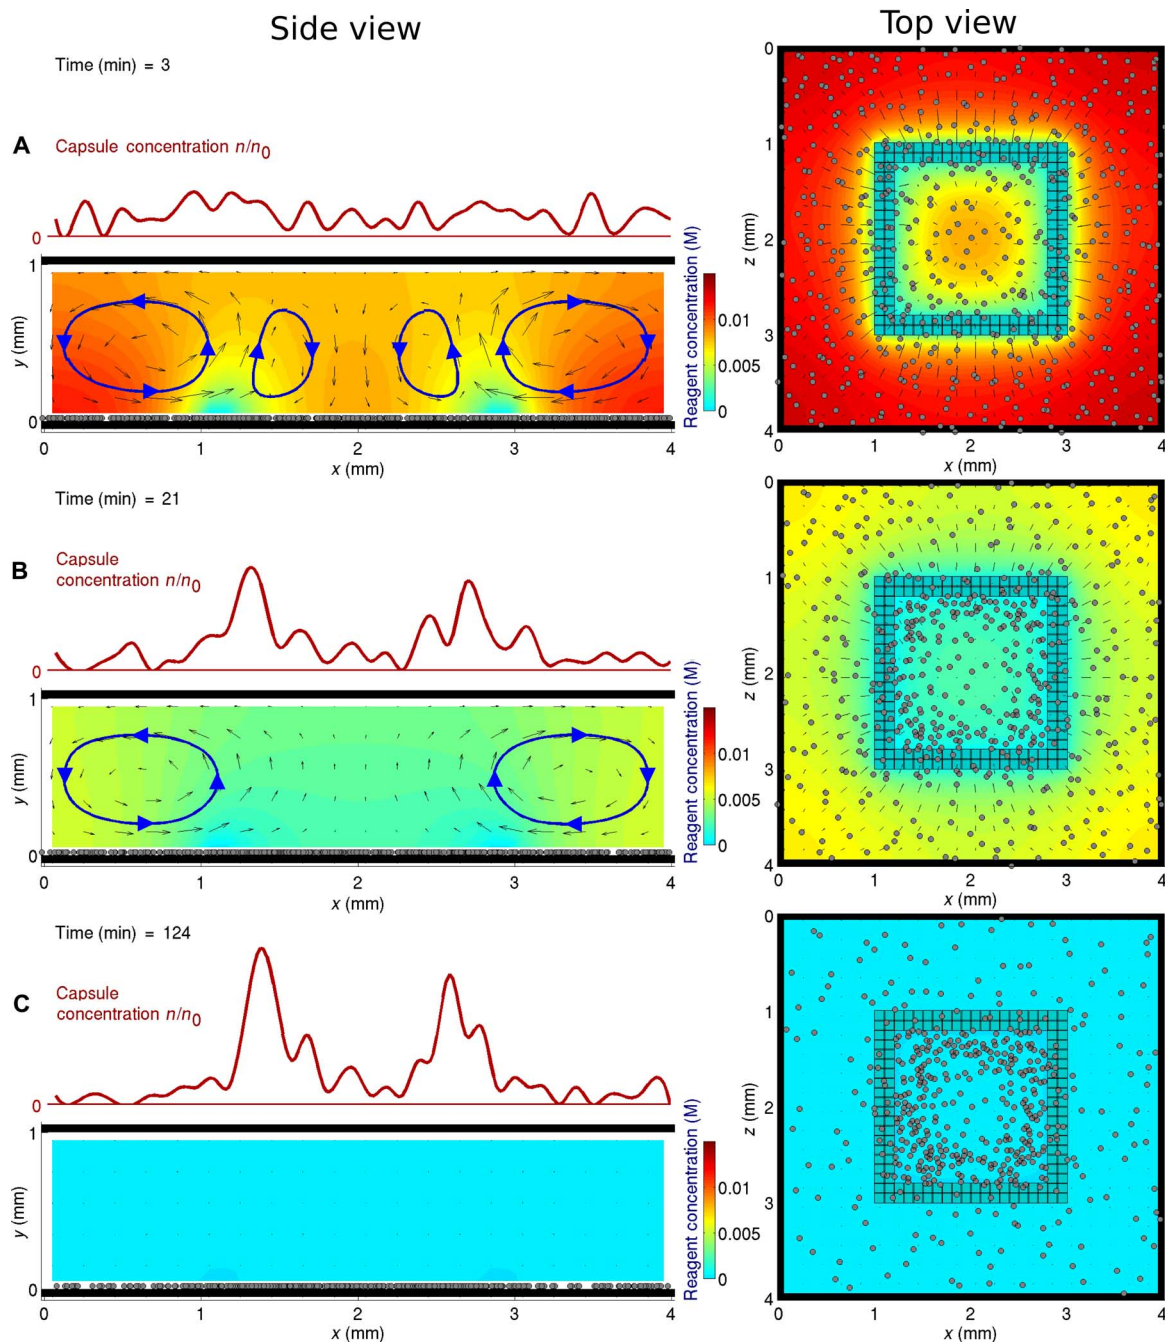 Side view
Top view
Time (min) = 3
A
Capsule concentration n/n0
0
1
y (mm)
0
0 1 2 3 4
x (mm)
Reagent concentration (M)
0.01
0.005
0
0
1
z (mm)
2
3
4
0 1 2 3 4
x (mm)
Time (min) = 21
B
Capsule
concentration n/n0
0
1
y (mm)
0
0 1 2 3 4
x (mm)
Reagent concentration (M)
0.01
0.005
0
0
1
z (mm)
2
3
4
0 1 2 3 4
x (mm)
Time (min) = 124
C
Capsule
concentration n/n0
0
1
y (mm)
0
0 1 2 3 4
x (mm)
Reagent concentration (M)
0.01
0.005
0
0
1
z (mm)
2
3
4
0 1 2 3 4
x (mm)